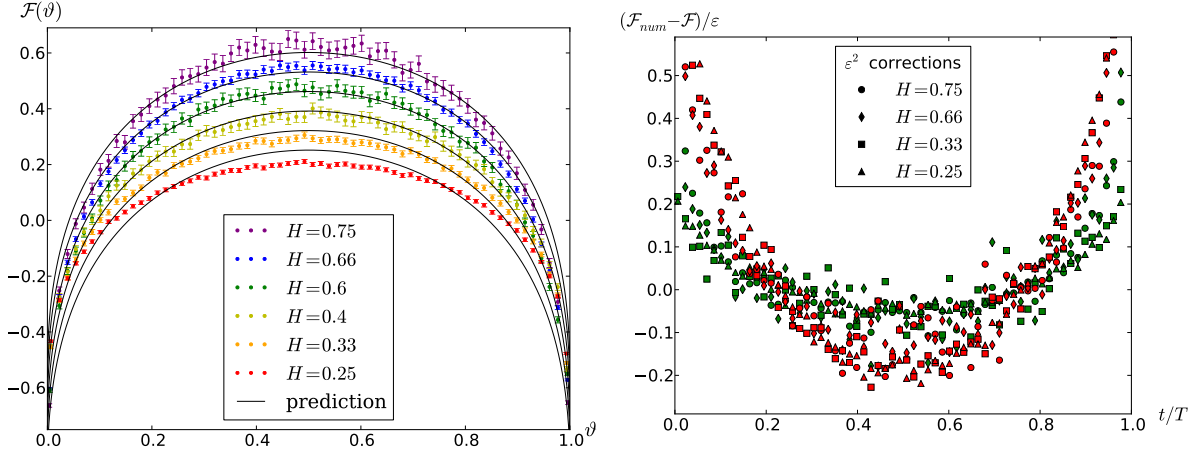 ℱ(ϑ)
0.6
0.4
0.2
0.0
−0.2
−0.4
−0.6
H=0.75
H=0.66
H=0.6
H=0.4
H=0.33
H=0.25
prediction
0.0 0.2 0.4 0.6 0.8 1.0 ϑ
(ℱnum−ℱ)/ε
0.5
0.4
0.3
0.2
0.1
0.0
−0.1
−0.2
ε² corrections
H=0.75
H=0.66
H=0.33
H=0.25
0.0 0.2 0.4 0.6 0.8 1.0
t/T